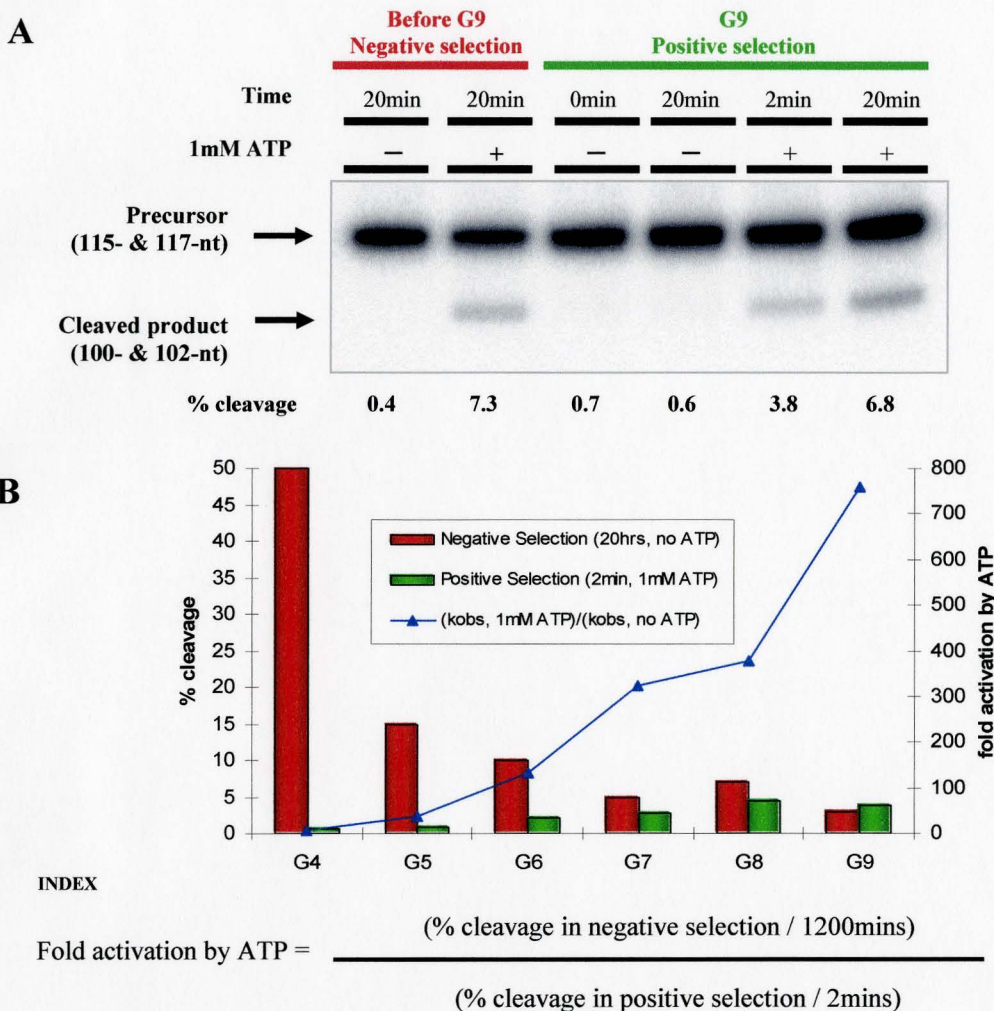 A
Before G9
Negative selection
G9
Positive selection
Time 20min 20min 0min 20min 2min 20min
1mM ATP – + – – + +
Precursor
(115- & 117-nt)
Cleaved product
(100- & 102-nt)
% cleavage 0.4 7.3 0.7 0.6 3.8 6.8
B
% cleavage
50
45
40
35
30
25
20
15
10
5
0
Negative Selection (20hrs, no ATP)
Positive Selection (2min, 1mM ATP)
(kobs, 1mM ATP)/(kobs, no ATP)
800
700
600
500
400
300
200
100
0
fold activation by ATP
G4 G5 G6 G7 G8 G9
INDEX
Fold activation by ATP =
(% cleavage in negative selection / 1200mins)
(% cleavage in positive selection / 2mins)